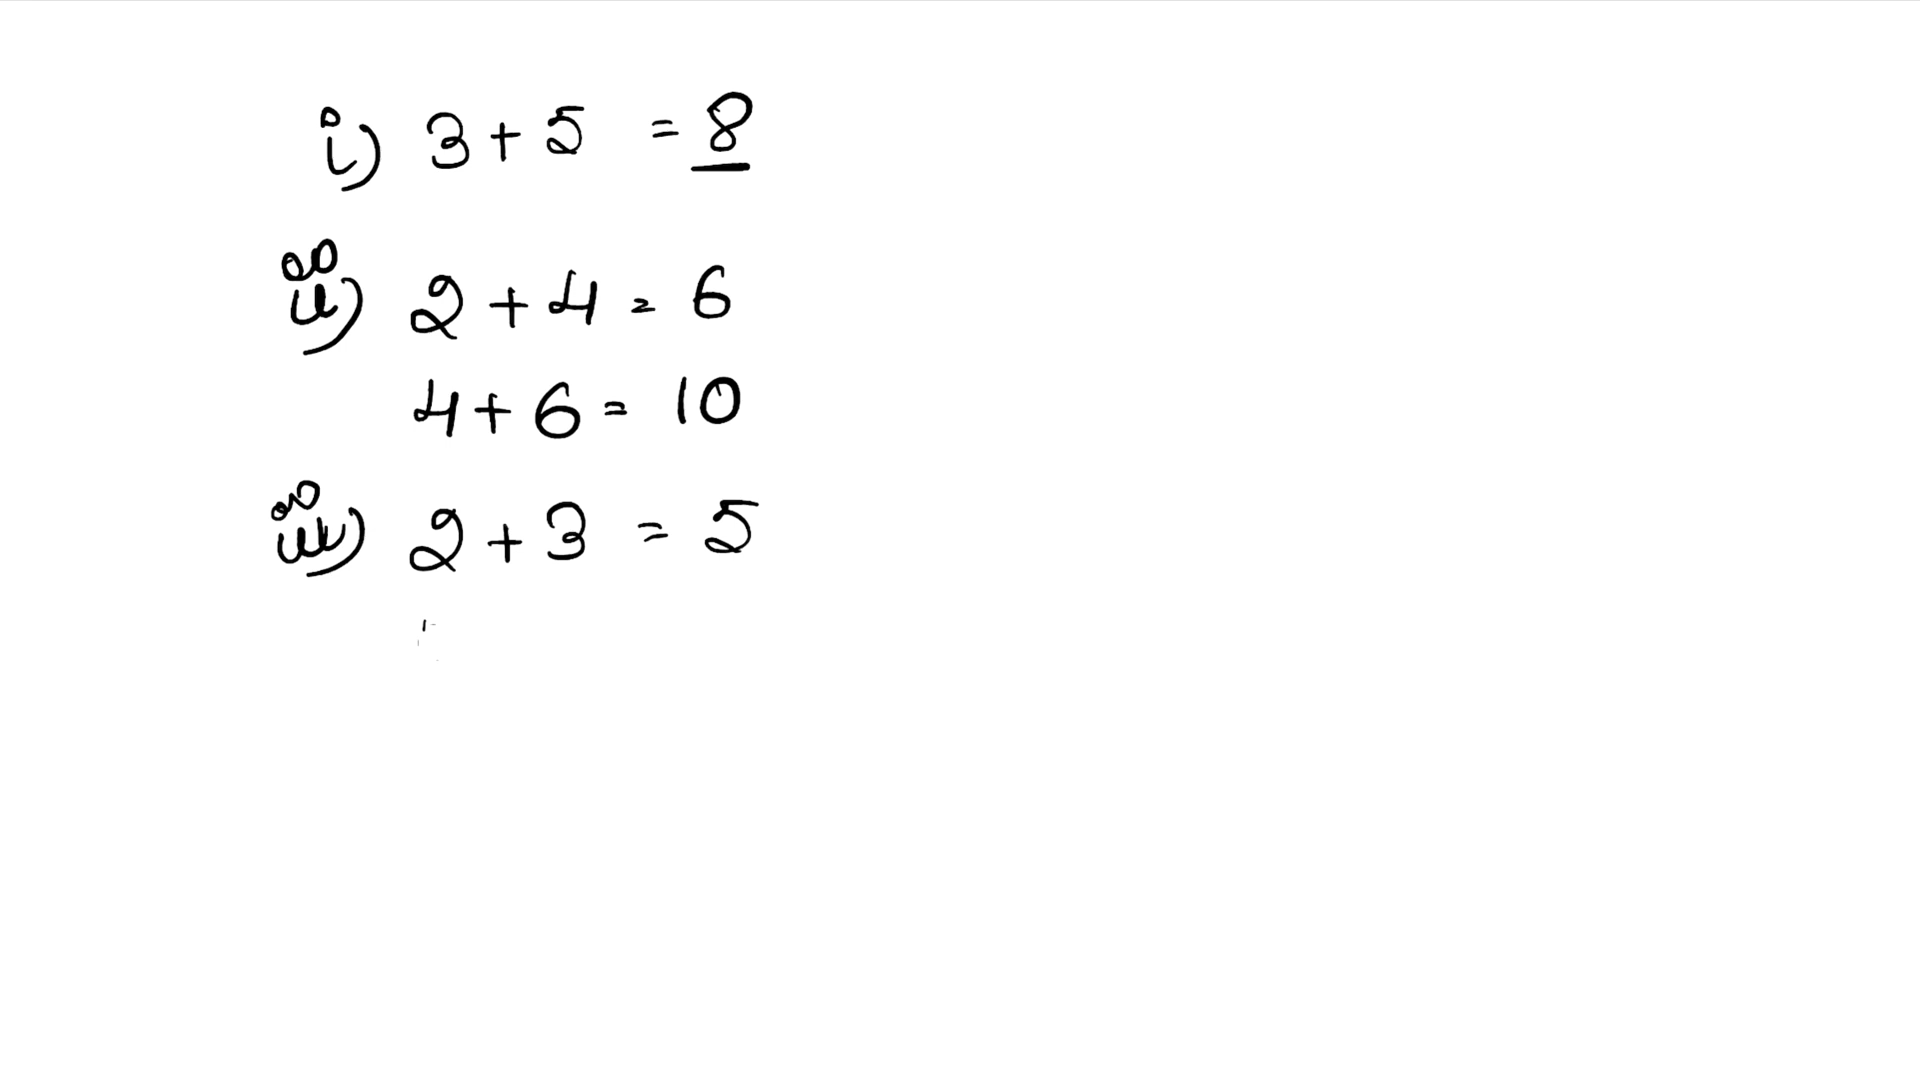 i) 3 + 5 = 8
ii) 2 + 4 = 6
4 + 6 = 10
iii) 2 + 3 = 5